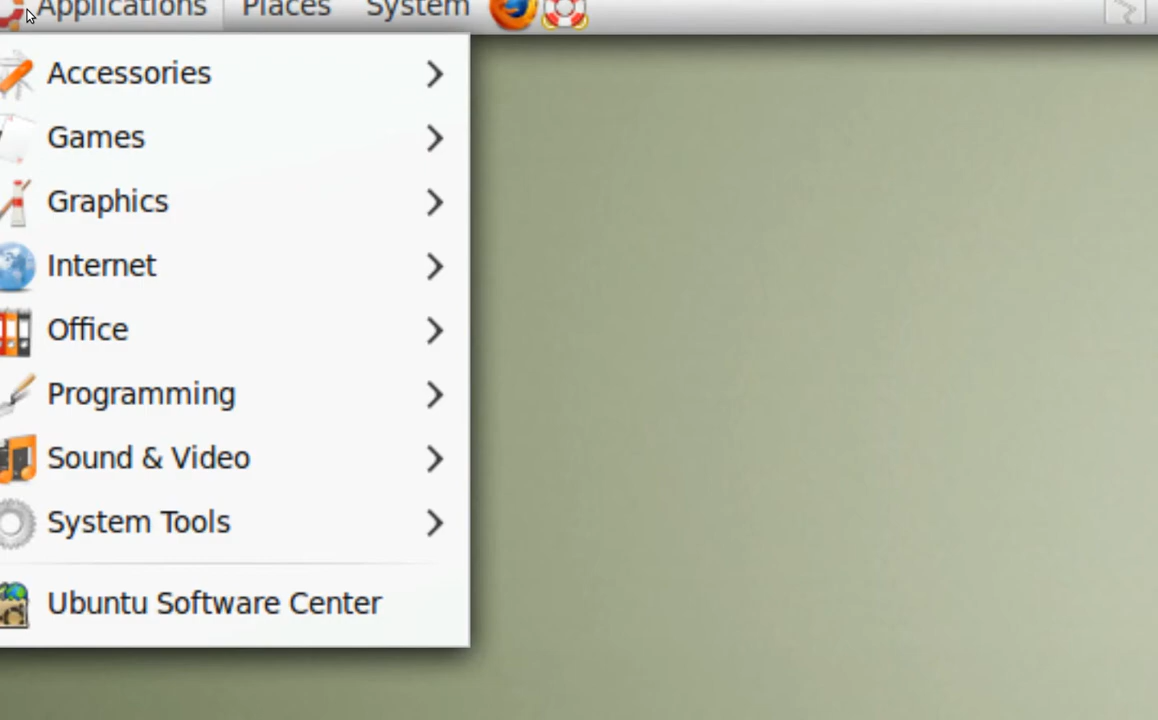 Applications Places System
Accessories
Games
Graphics
Internet
Office
Programming
Sound & Video
System Tools
Ubuntu Software Center